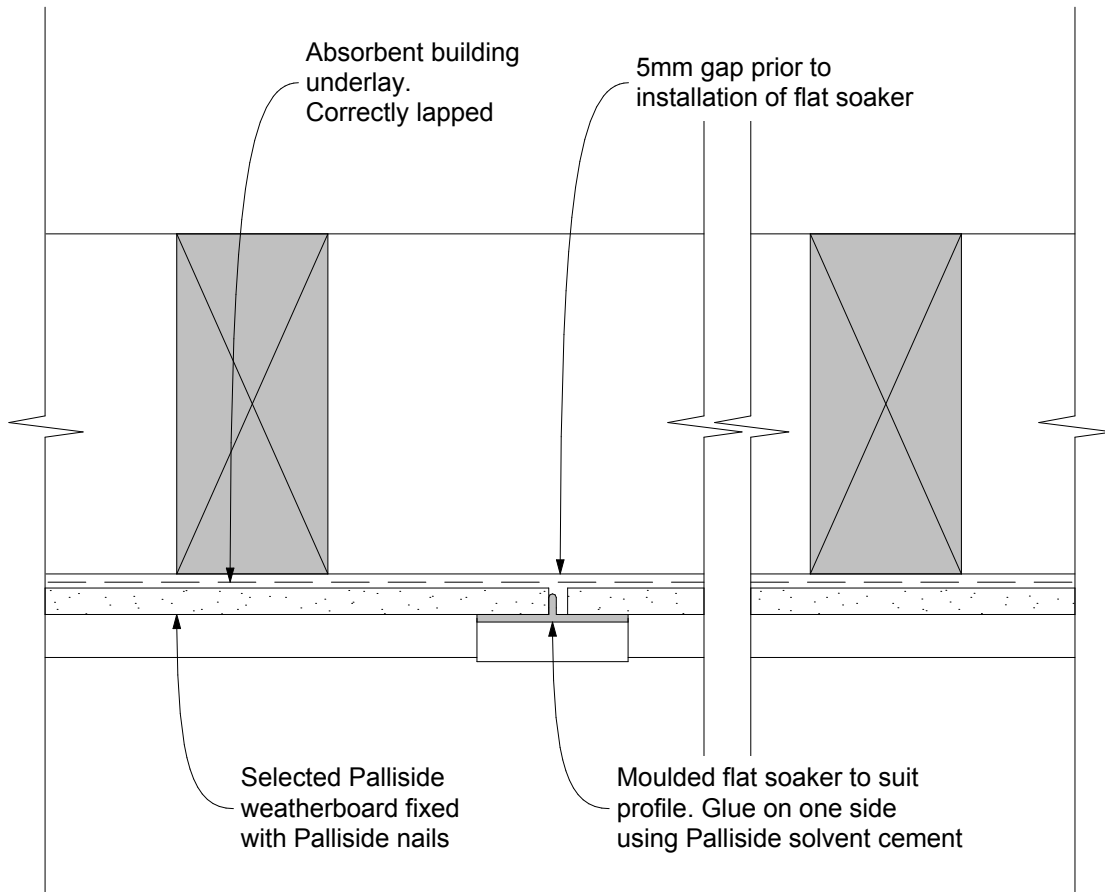 Absorbent building
underlay.
Correctly lapped
5mm gap prior to
installation of flat soaker
Selected Palliside
weatherboard fixed
with Palliside nails
Moulded flat soaker to suit
profile. Glue on one side
using Palliside solvent cement